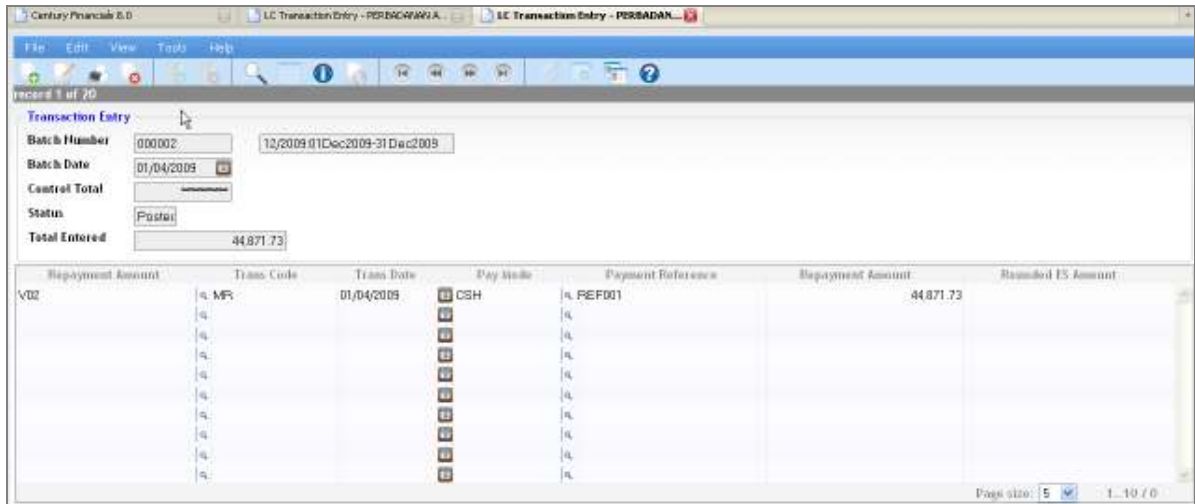 Century Financials 8.0 LC Transaction Entry - PERBADANAN A... LC Transaction Entry - PERBADAN...
File Edit View Tools Help
record 1 of 20
Transaction Entry
Batch Number 000002 12/2009:01Dec2009-31Dec2009
Batch Date 01/04/2009
Control Total
Status Poster
Total Entered 44,871.73
Repayment Amount Trans Code Trans Date Pay Mode Payment Reference Repayment Amount Rounded ES Amount
V02 MR 01/04/2009 CSH REF001 44,871.73
Page size: 5 1...10 / 0